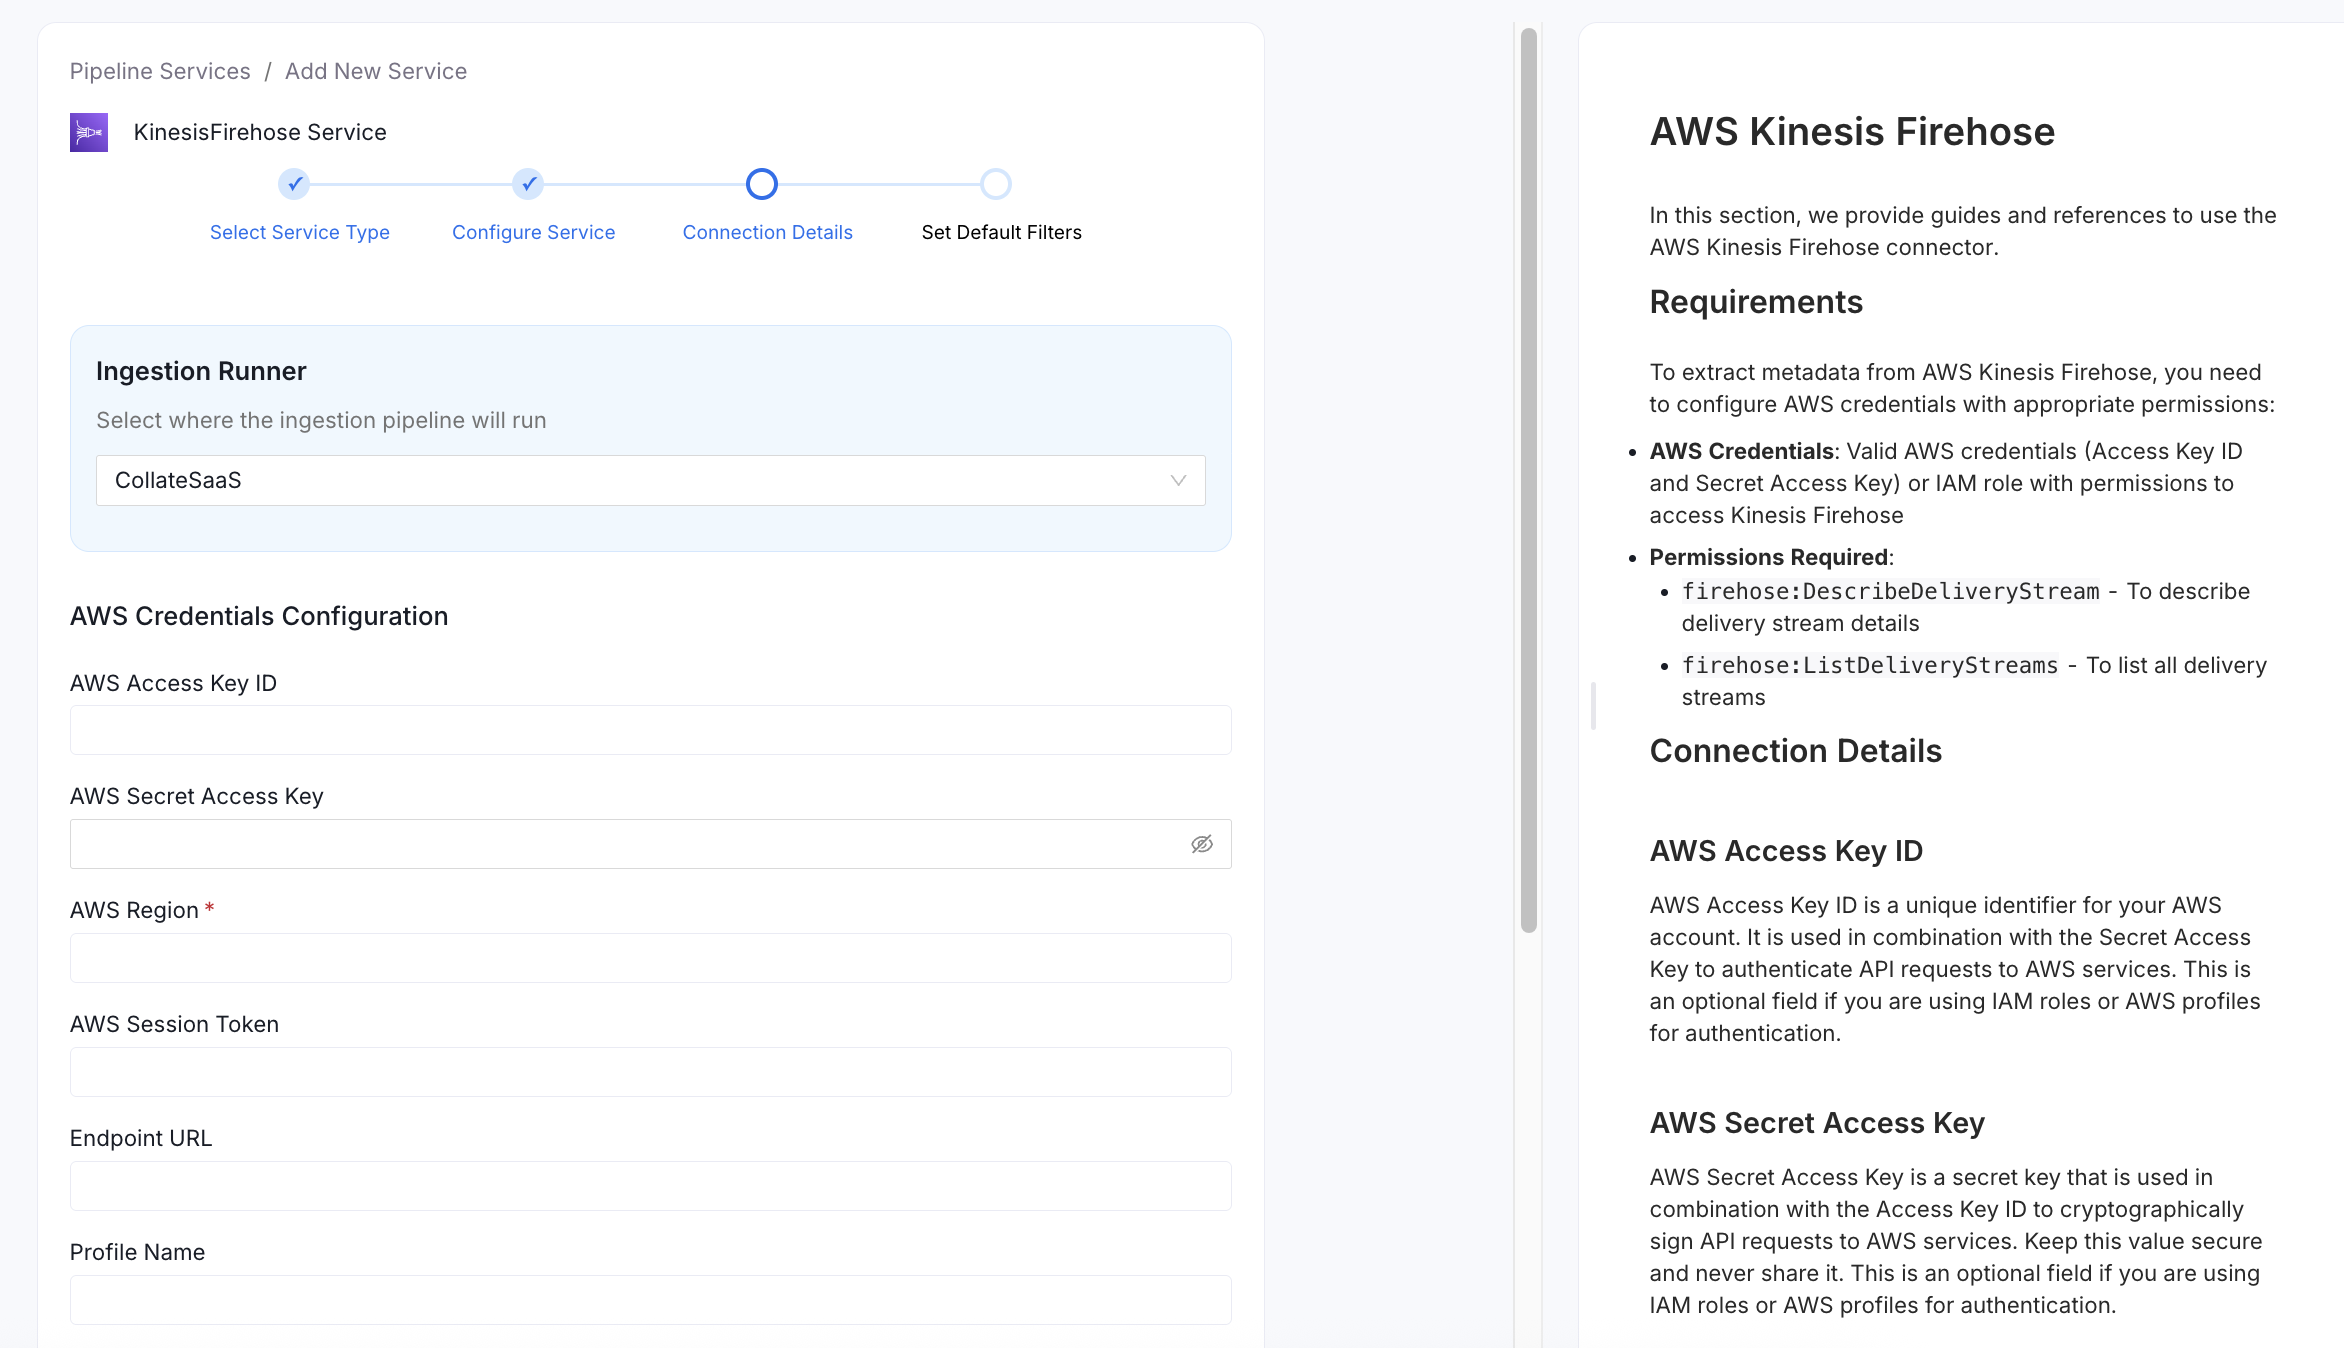 Pipeline Services / Add New Service
KinesisFirehose Service
Select Service Type
Configure Service
Connection Details
Set Default Filters
Ingestion Runner
Select where the ingestion pipeline will run
CollateSaaS
AWS Credentials Configuration
AWS Access Key ID
AWS Secret Access Key
AWS Region *
AWS Session Token
Endpoint URL
Profile Name
AWS Kinesis Firehose
In this section, we provide guides and references to use the
AWS Kinesis Firehose connector.
Requirements
To extract metadata from AWS Kinesis Firehose, you need
to configure AWS credentials with appropriate permissions:
• AWS Credentials: Valid AWS credentials (Access Key ID
and Secret Access Key) or IAM role with permissions to
access Kinesis Firehose
• Permissions Required:
• firehose:DescribeDeliveryStream - To describe
delivery stream details
• firehose:ListDeliveryStreams - To list all delivery
streams
Connection Details
AWS Access Key ID
AWS Access Key ID is a unique identifier for your AWS
account. It is used in combination with the Secret Access
Key to authenticate API requests to AWS services. This is
an optional field if you are using IAM roles or AWS profiles
for authentication.
AWS Secret Access Key
AWS Secret Access Key is a secret key that is used in
combination with the Access Key ID to cryptographically
sign API requests to AWS services. Keep this value secure
and never share it. This is an optional field if you are using
IAM roles or AWS profiles for authentication.